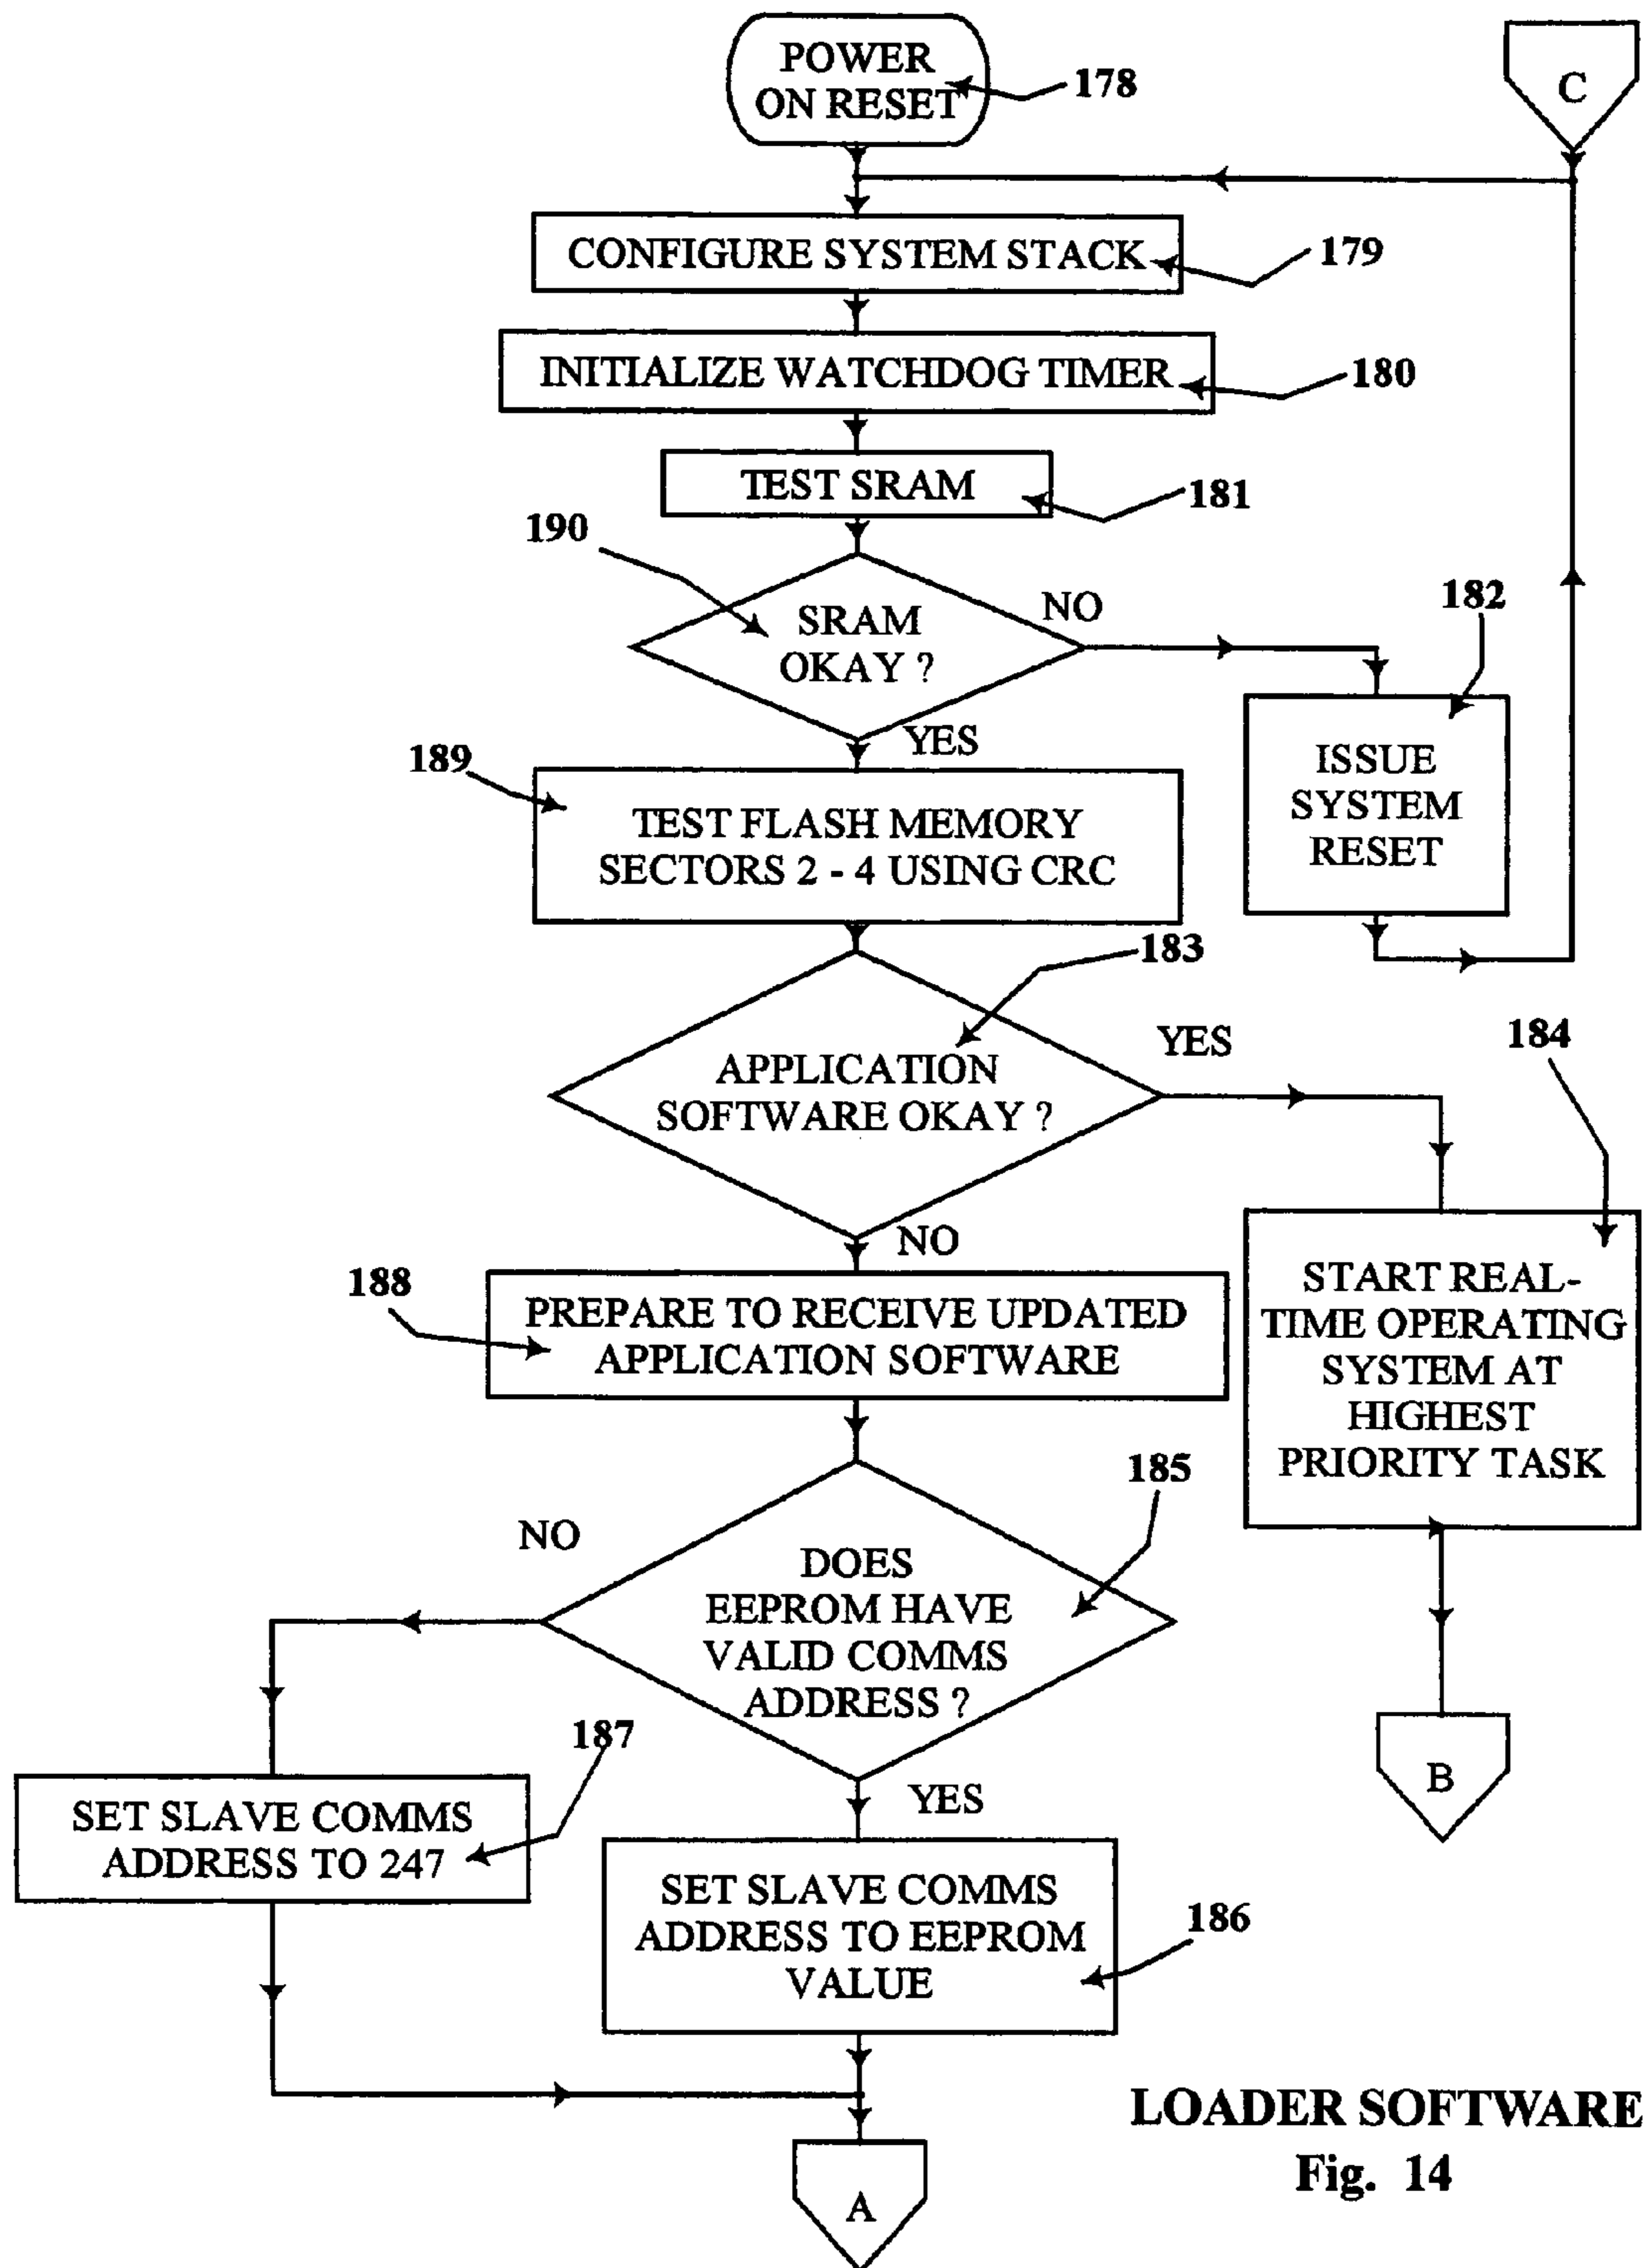 POWER
ON RESET
178
C
CONFIGURE SYSTEM STACK
179
INITIALIZE WATCHDOG TIMER
180
TEST SRAM
181
190
SRAM
OKAY ?
NO
182
YES
ISSUE
SYSTEM
RESET
189
TEST FLASH MEMORY
SECTORS 2 - 4 USING CRC
183
APPLICATION
SOFTWARE OKAY ?
YES
184
NO
188
PREPARE TO RECEIVE UPDATED
APPLICATION SOFTWARE
START REAL-
TIME OPERATING
SYSTEM AT
HIGHEST
PRIORITY TASK
185
NO
DOES
EEPROM HAVE
VALID COMMS
ADDRESS ?
187
YES
B
SET SLAVE COMMS
ADDRESS TO 247
SET SLAVE COMMS
ADDRESS TO EEPROM
VALUE
186
A
LOADER SOFTWARE
Fig. 14